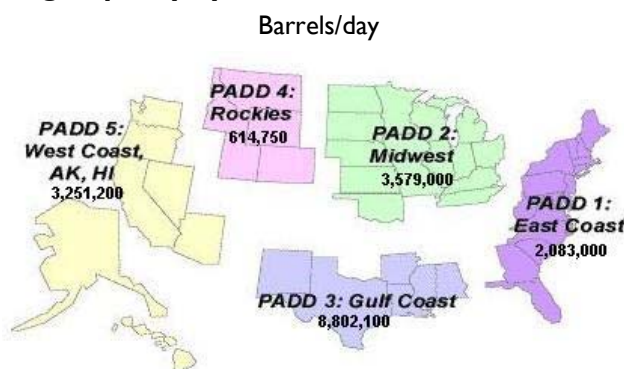 Barrels/day
PADD 5:
West Coast,
AK, HI
3,251,200
PADD 4:
Rockies
614,750
PADD 2:
Midwest
3,579,000
PADD 1:
East Coast
2,083,000
PADD 3: Gulf Coast
8,802,100